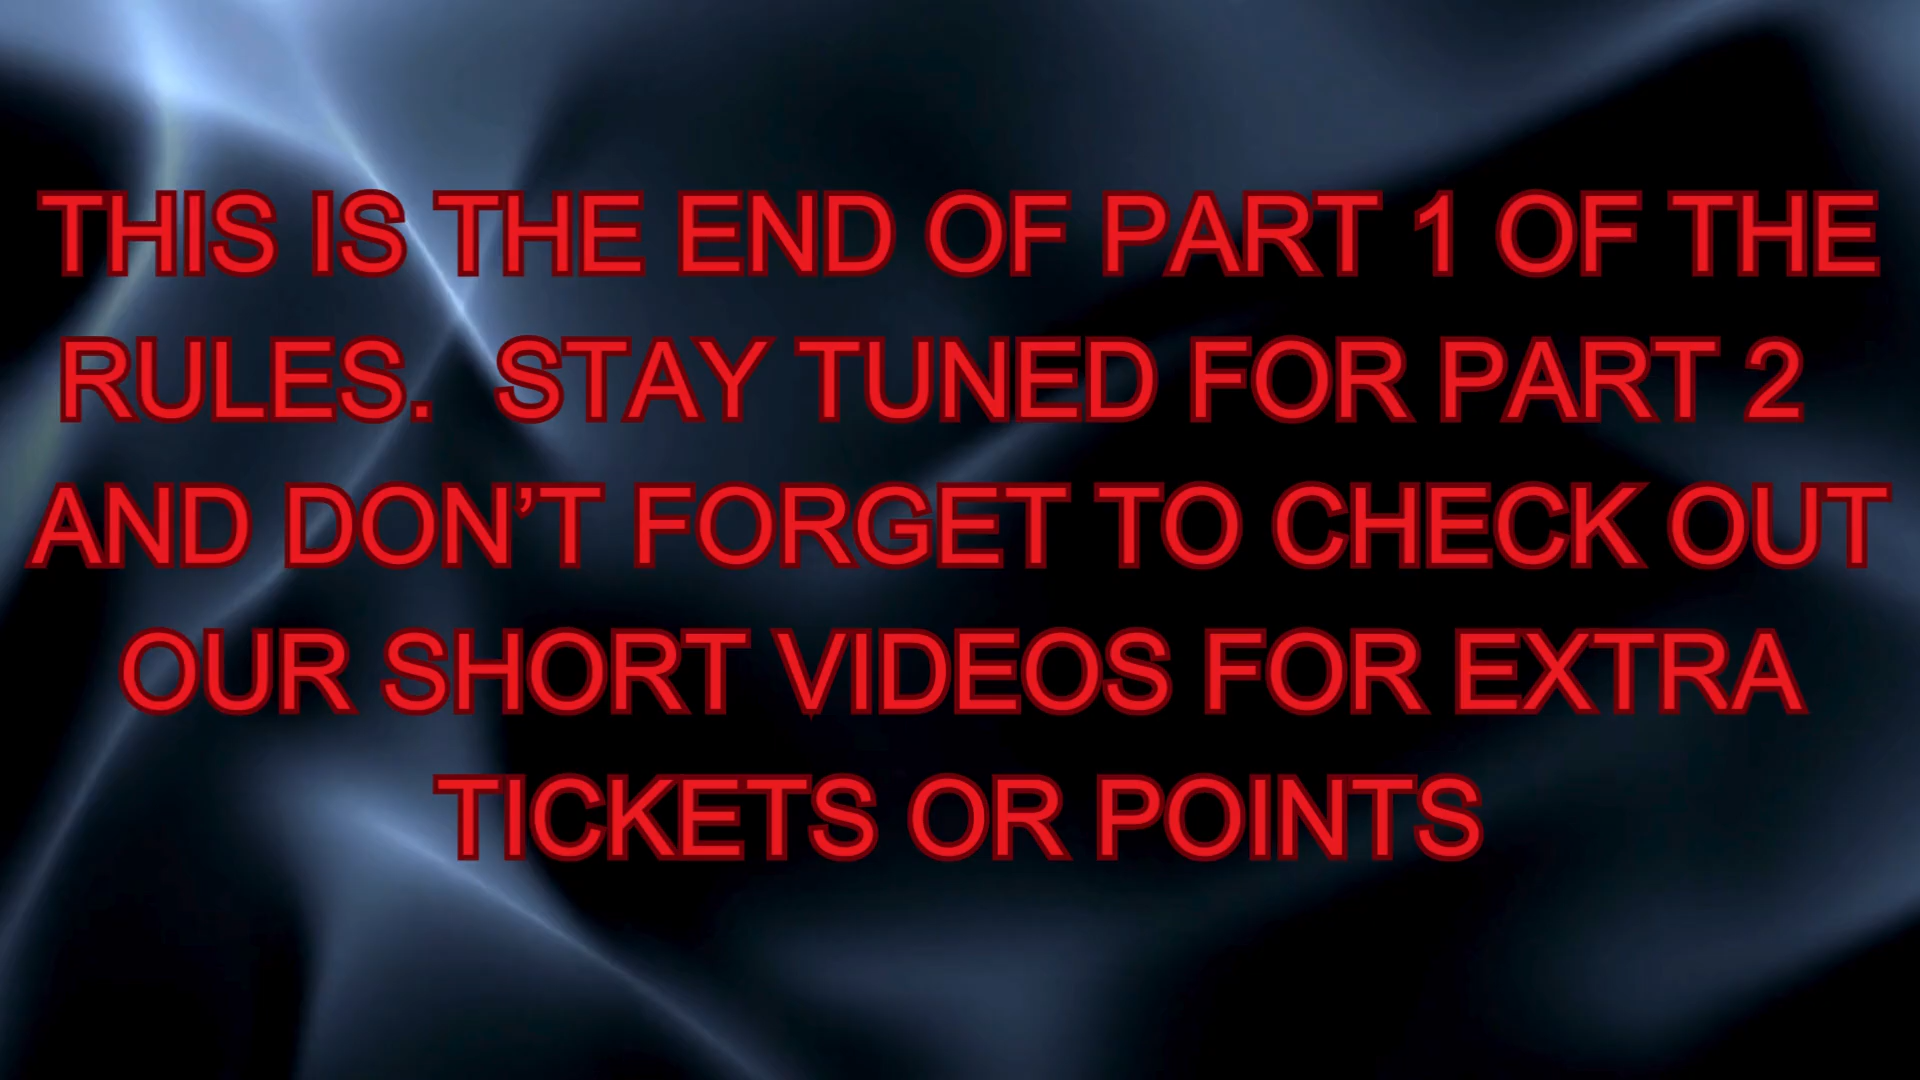 THIS IS THE END OF PART 1 OF THE
RULES.  STAY TUNED FOR PART 2
AND DON’T FORGET TO CHECK OUT
OUR SHORT VIDEOS FOR EXTRA
TICKETS OR POINTS